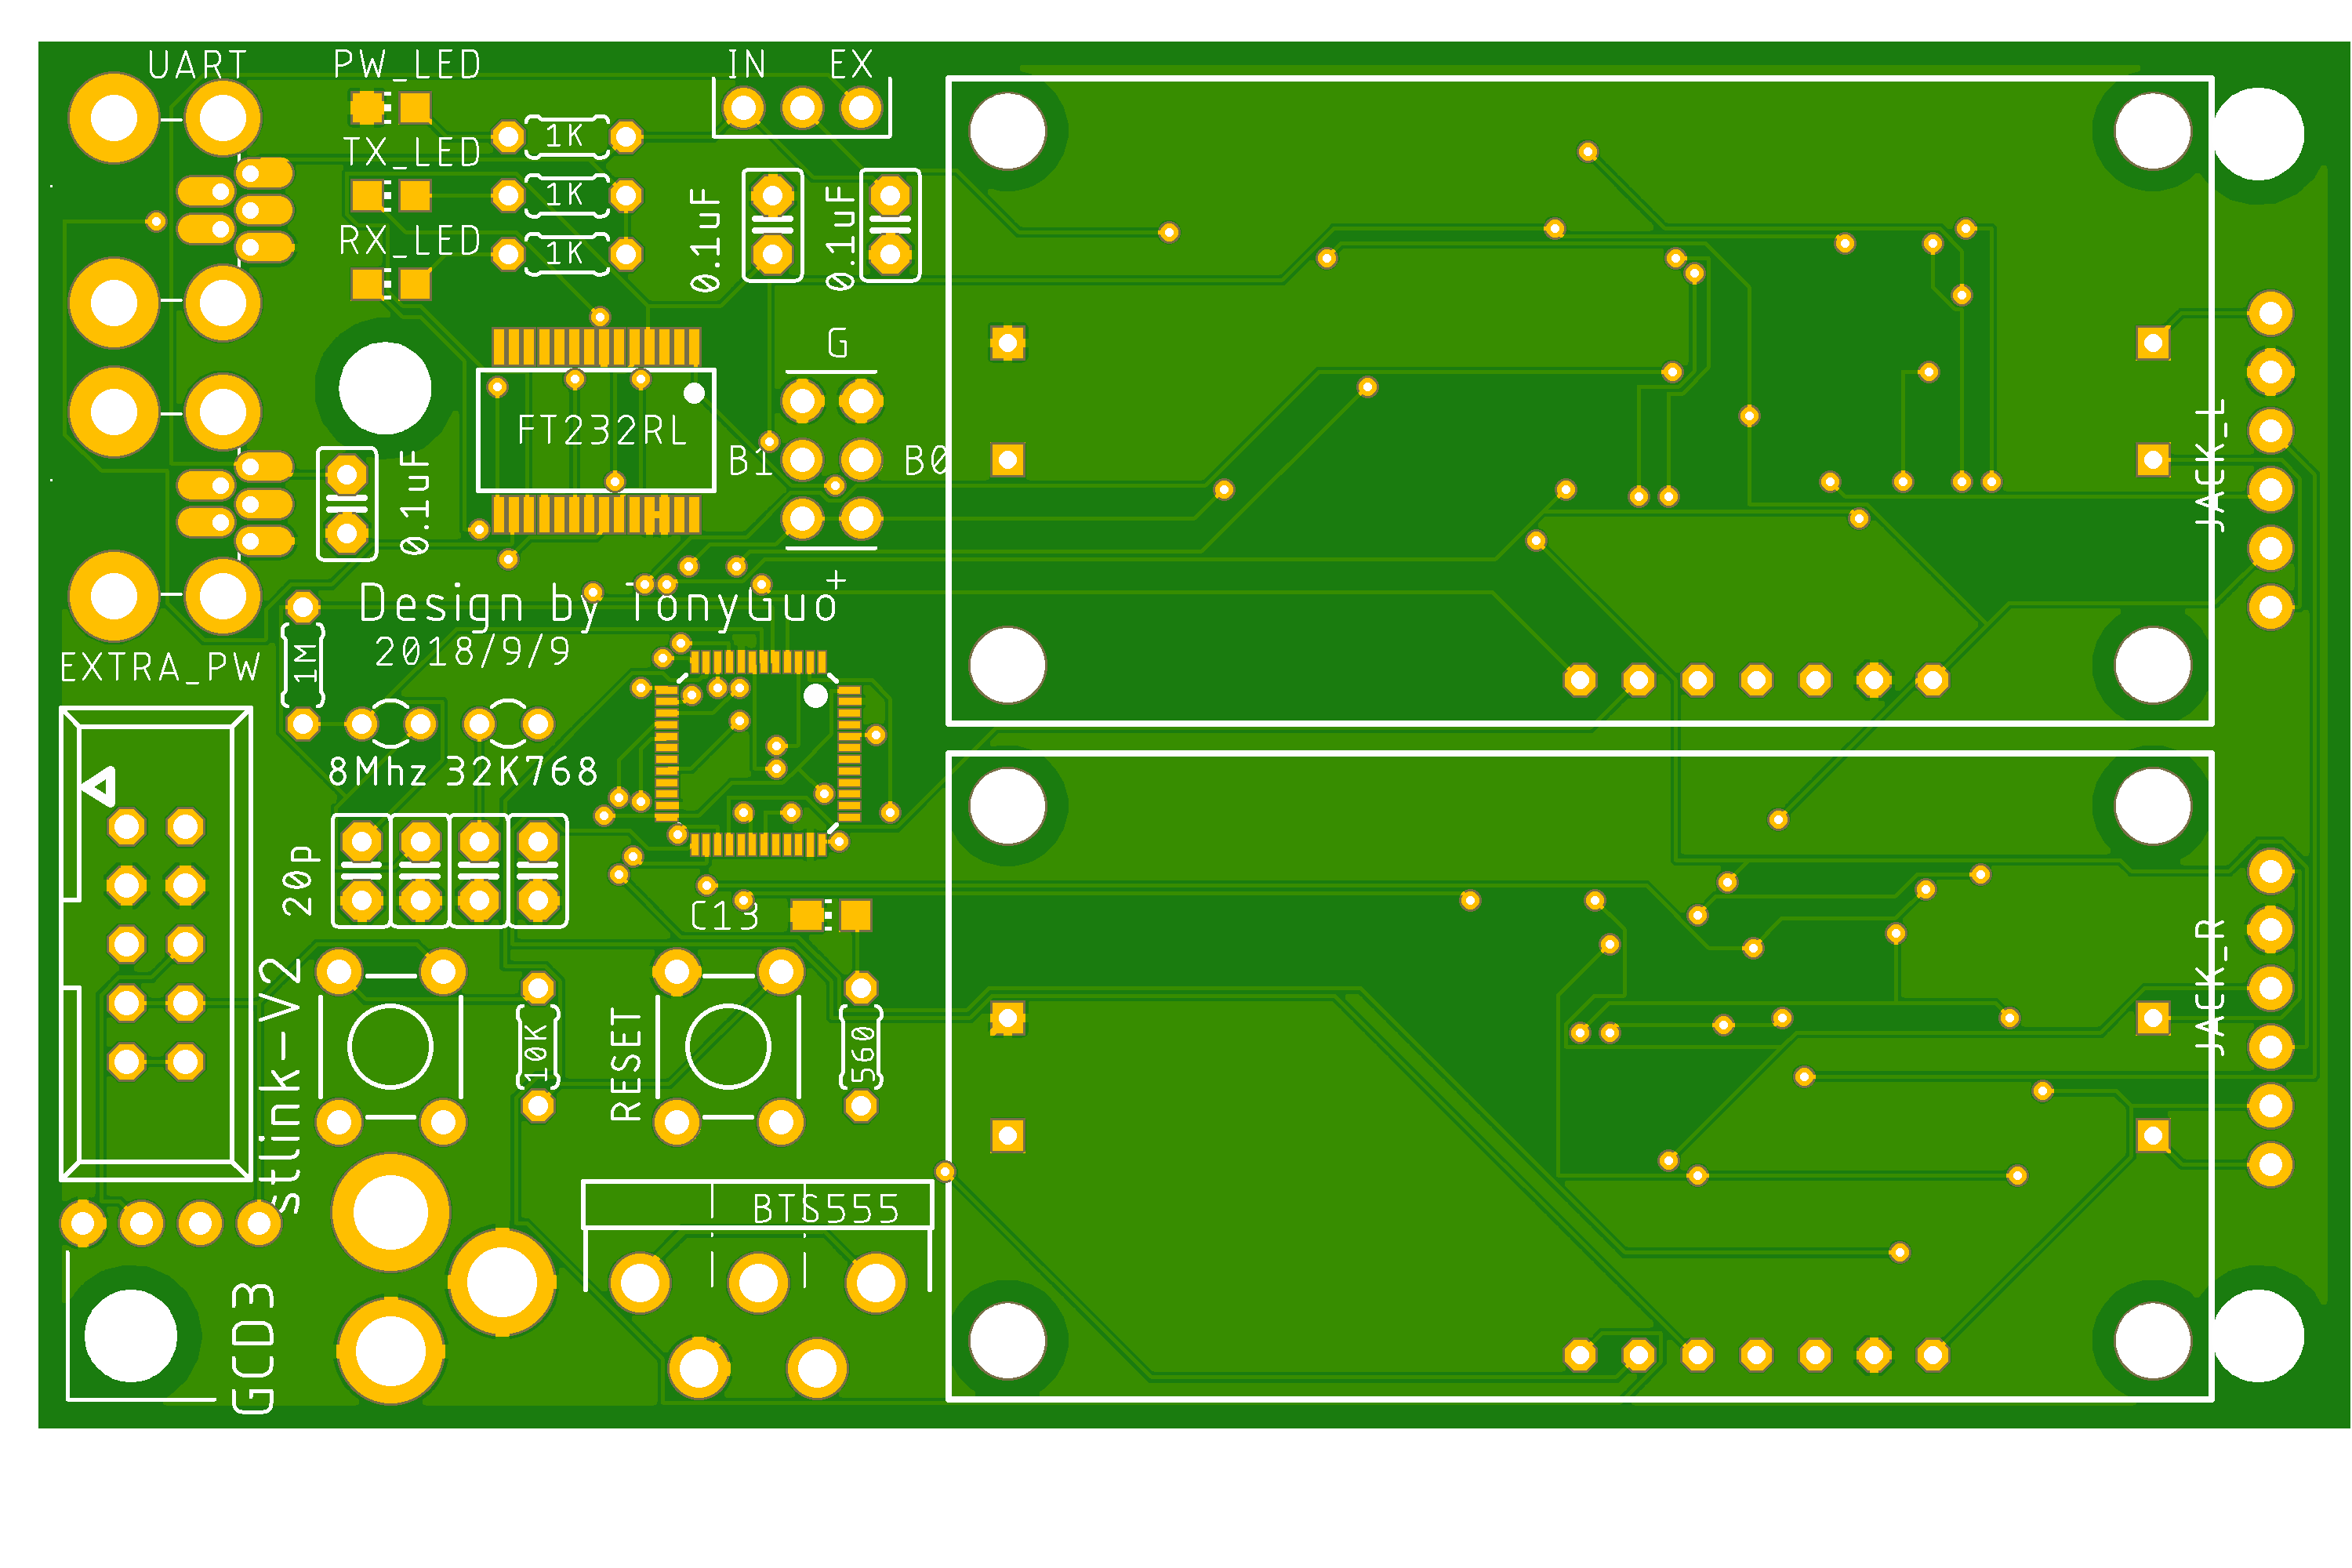 UART
PW_LED
IN
EX
TX_LED
1K
1K
RX_LED
1K
0.1uF
0.1uF
G
FT232RL
B1
B0
0.1uF
JACK_L
Design by TonyGuo
+
2018/9/9
EXTRA_PW
1M
8Mhz
32K768
20p
C13
stlink-V2
10K
RESET
560
JACK_R
BTS555
GCD3